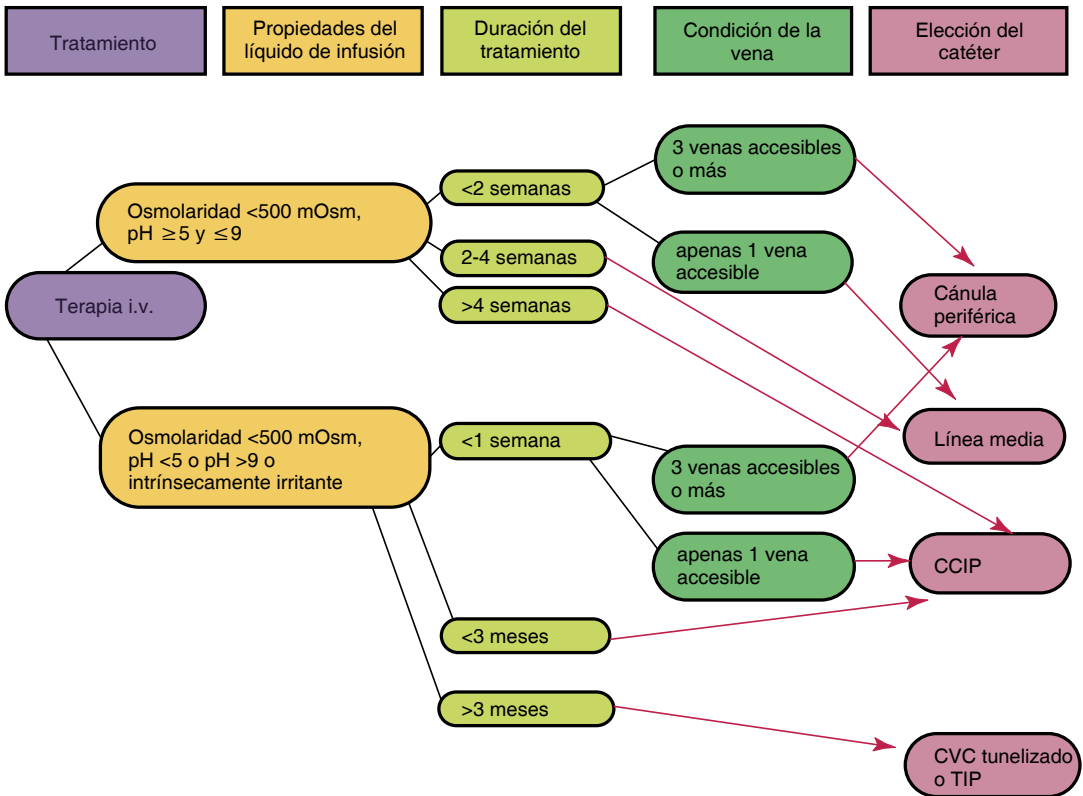 Tratamiento
Propiedades del
líquido de infusión
Duración del
tratamiento
Condición de la
vena
Elección del
catéter
3 venas accesibles
o más
<2 semanas
Osmolaridad <500 mOsm,
pH ≥5 y ≤9
2-4 semanas
apenas 1 vena
accesible
>4 semanas
Terapia i.v.
Cánula
periférica
Osmolaridad <500 mOsm,
pH <5 o pH >9 o
intrínsecamente irritante
<1 semana
Línea media
3 venas accesibles
o más
apenas 1 vena
accesible
CCIP
<3 meses
>3 meses
CVC tunelizado
o TIP